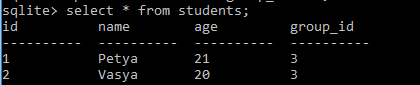 sqlite> select * from students;
id          name        age         group_id
----------  ----------  ----------  ----------
1           Petya       21          3
2           Vasya       20          3